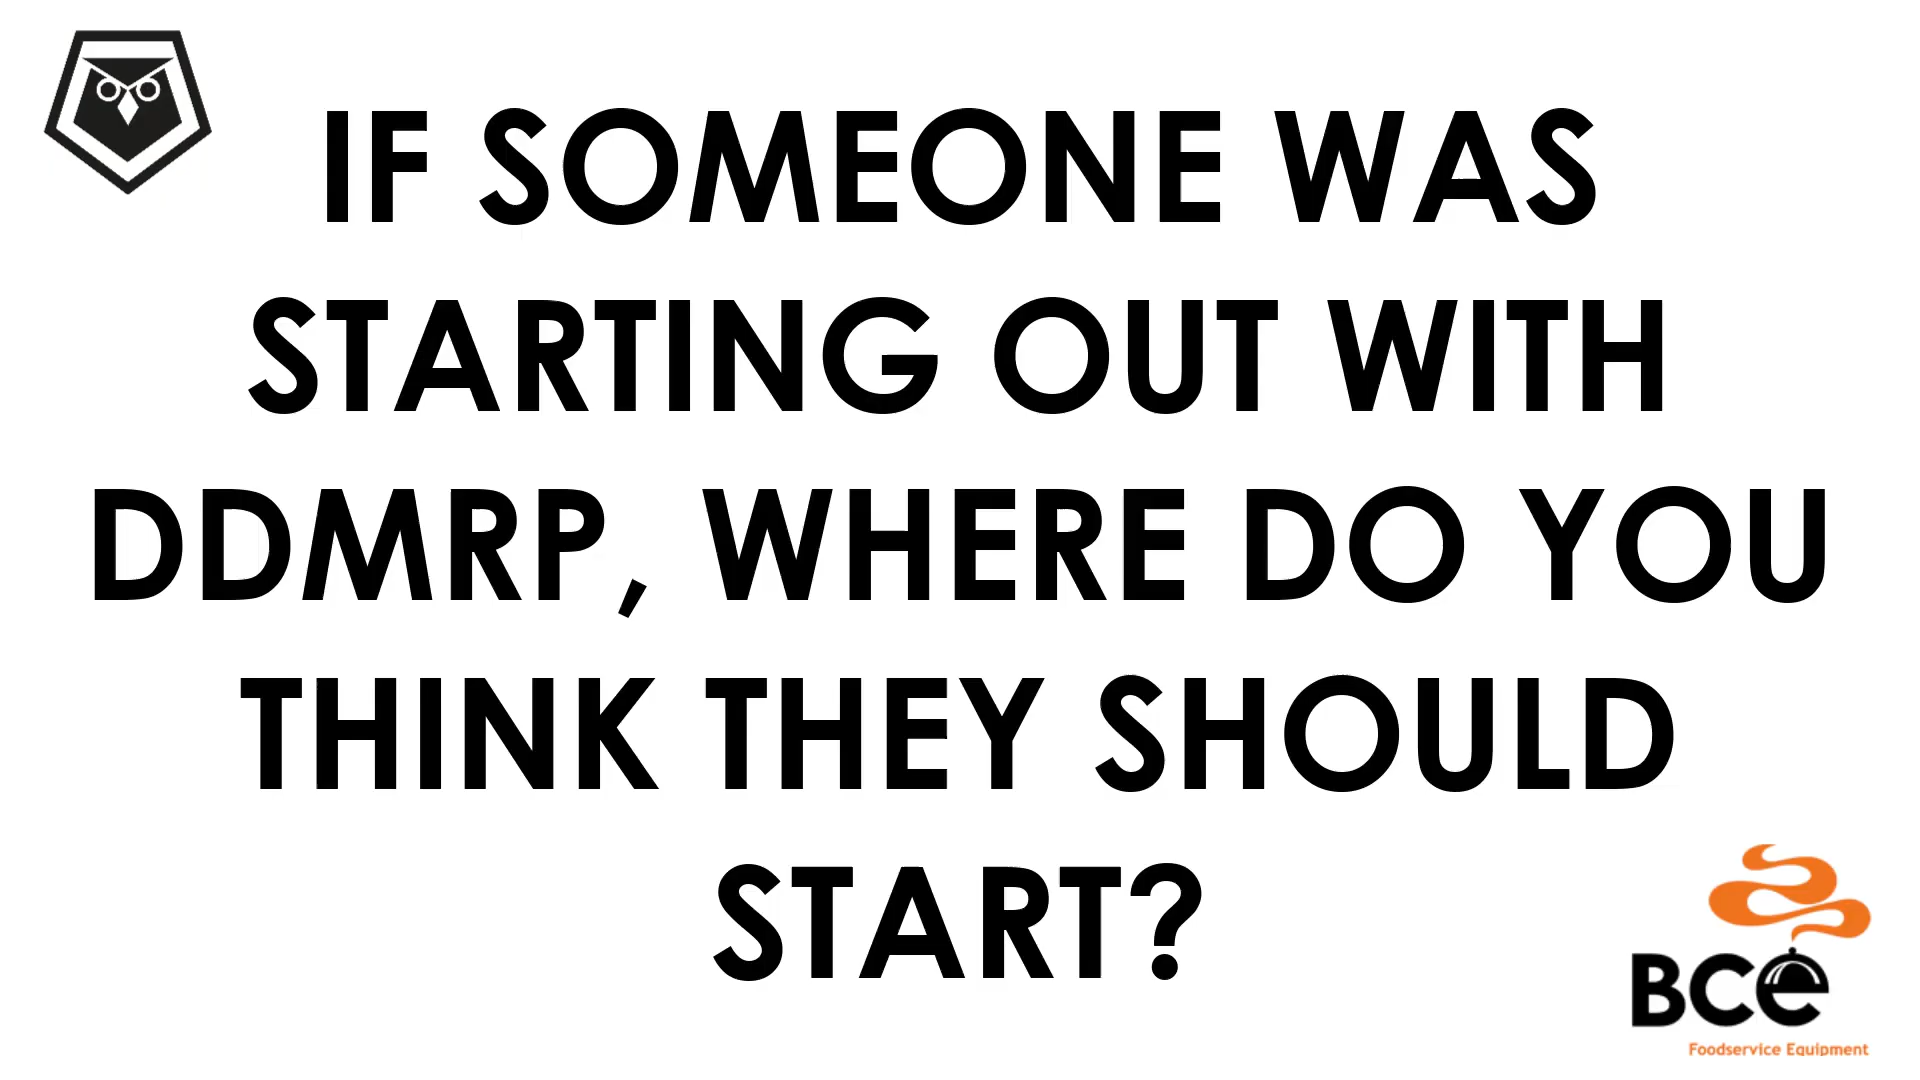 IF SOMEONE WAS
STARTING OUT WITH
DDMRP, WHERE DO YOU
THINK THEY SHOULD
START?
BCe
Foodservice Equipment